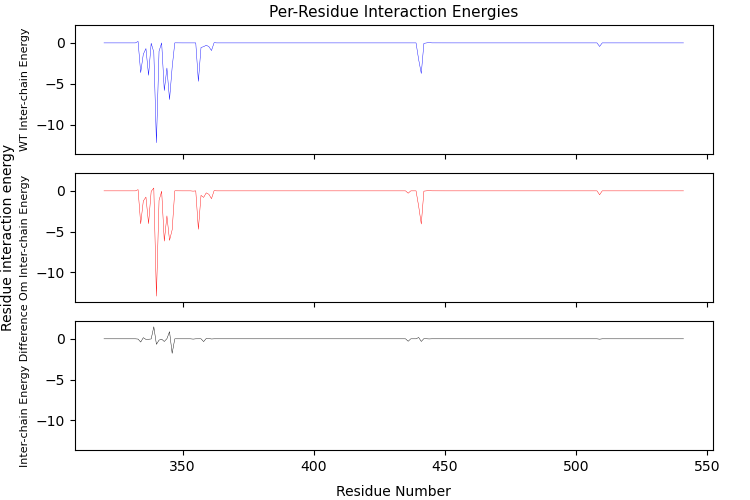 Per-Residue Interaction Energies
Residue interaction energy
WT Inter-chain Energy
0
−5
−10
Om Inter-chain Energy
0
−5
−10
Inter-chain Energy Difference
0
−5
−10
350
400
450
500
550
Residue Number